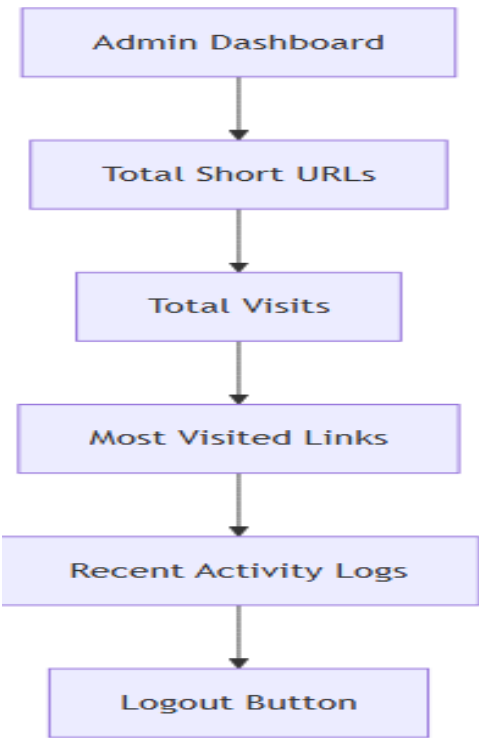 Admin Dashboard
Total Short URLs
Total Visits
Most Visited Links
Recent Activity Logs
Logout Button